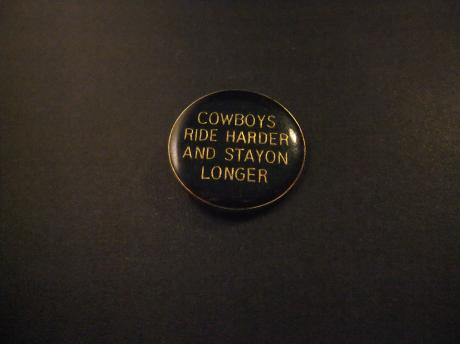 COWBOYS
RIDE HARDER
AND STAYON
LONGER